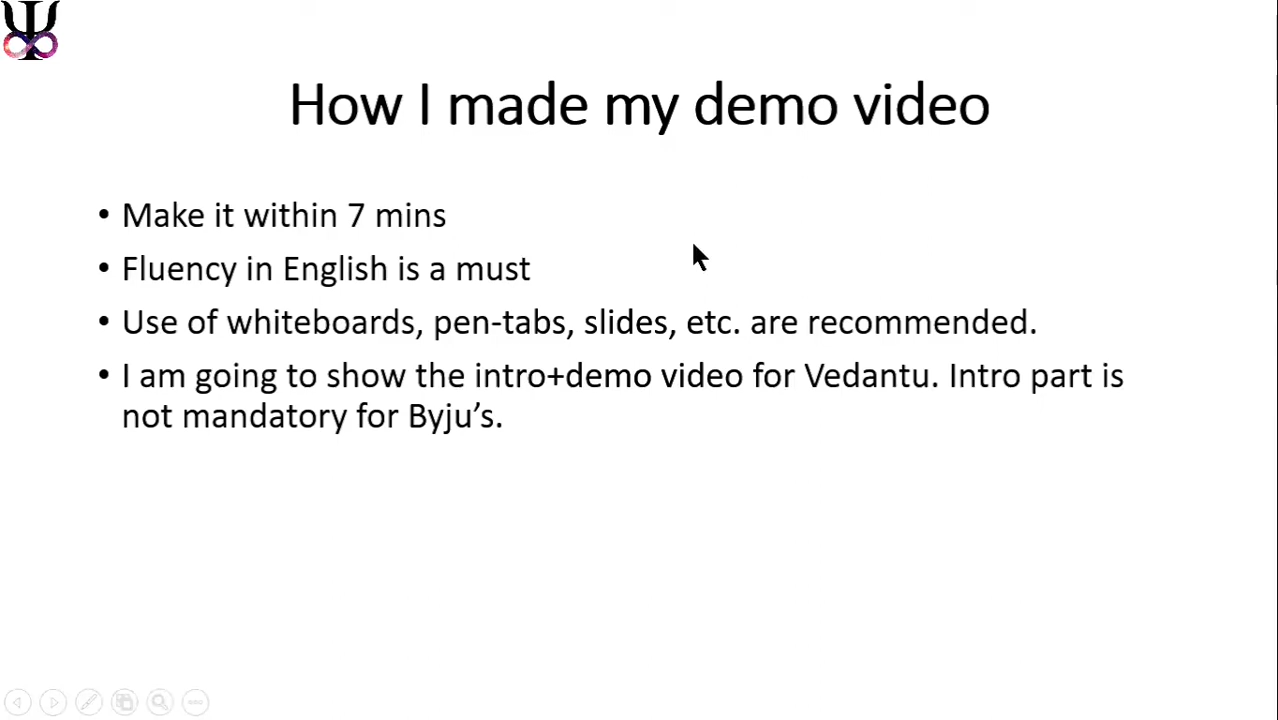 How I made my demo video
• Make it within 7 mins
• Fluency in English is a must
• Use of whiteboards, pen-tabs, slides, etc. are recommended.
• I am going to show the intro+demo video for Vedantu. Intro part is
not mandatory for Byju’s.